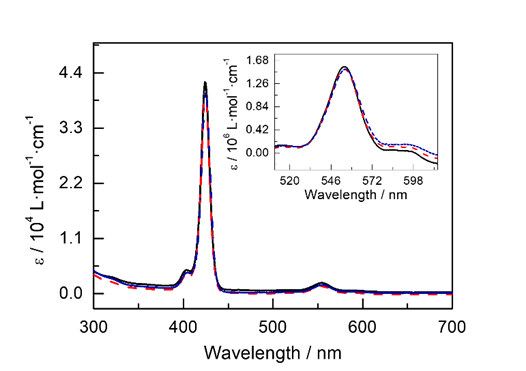 ε / 10⁴ L·mol⁻¹·cm⁻¹
4.4
3.3
2.2
1.1
0.0
300 400 500 600 700
Wavelength / nm
ε / 10⁶ L·mol⁻¹·cm⁻¹
1.68
1.26
0.84
0.42
0.00
520 546 572 598
Wavelength / nm